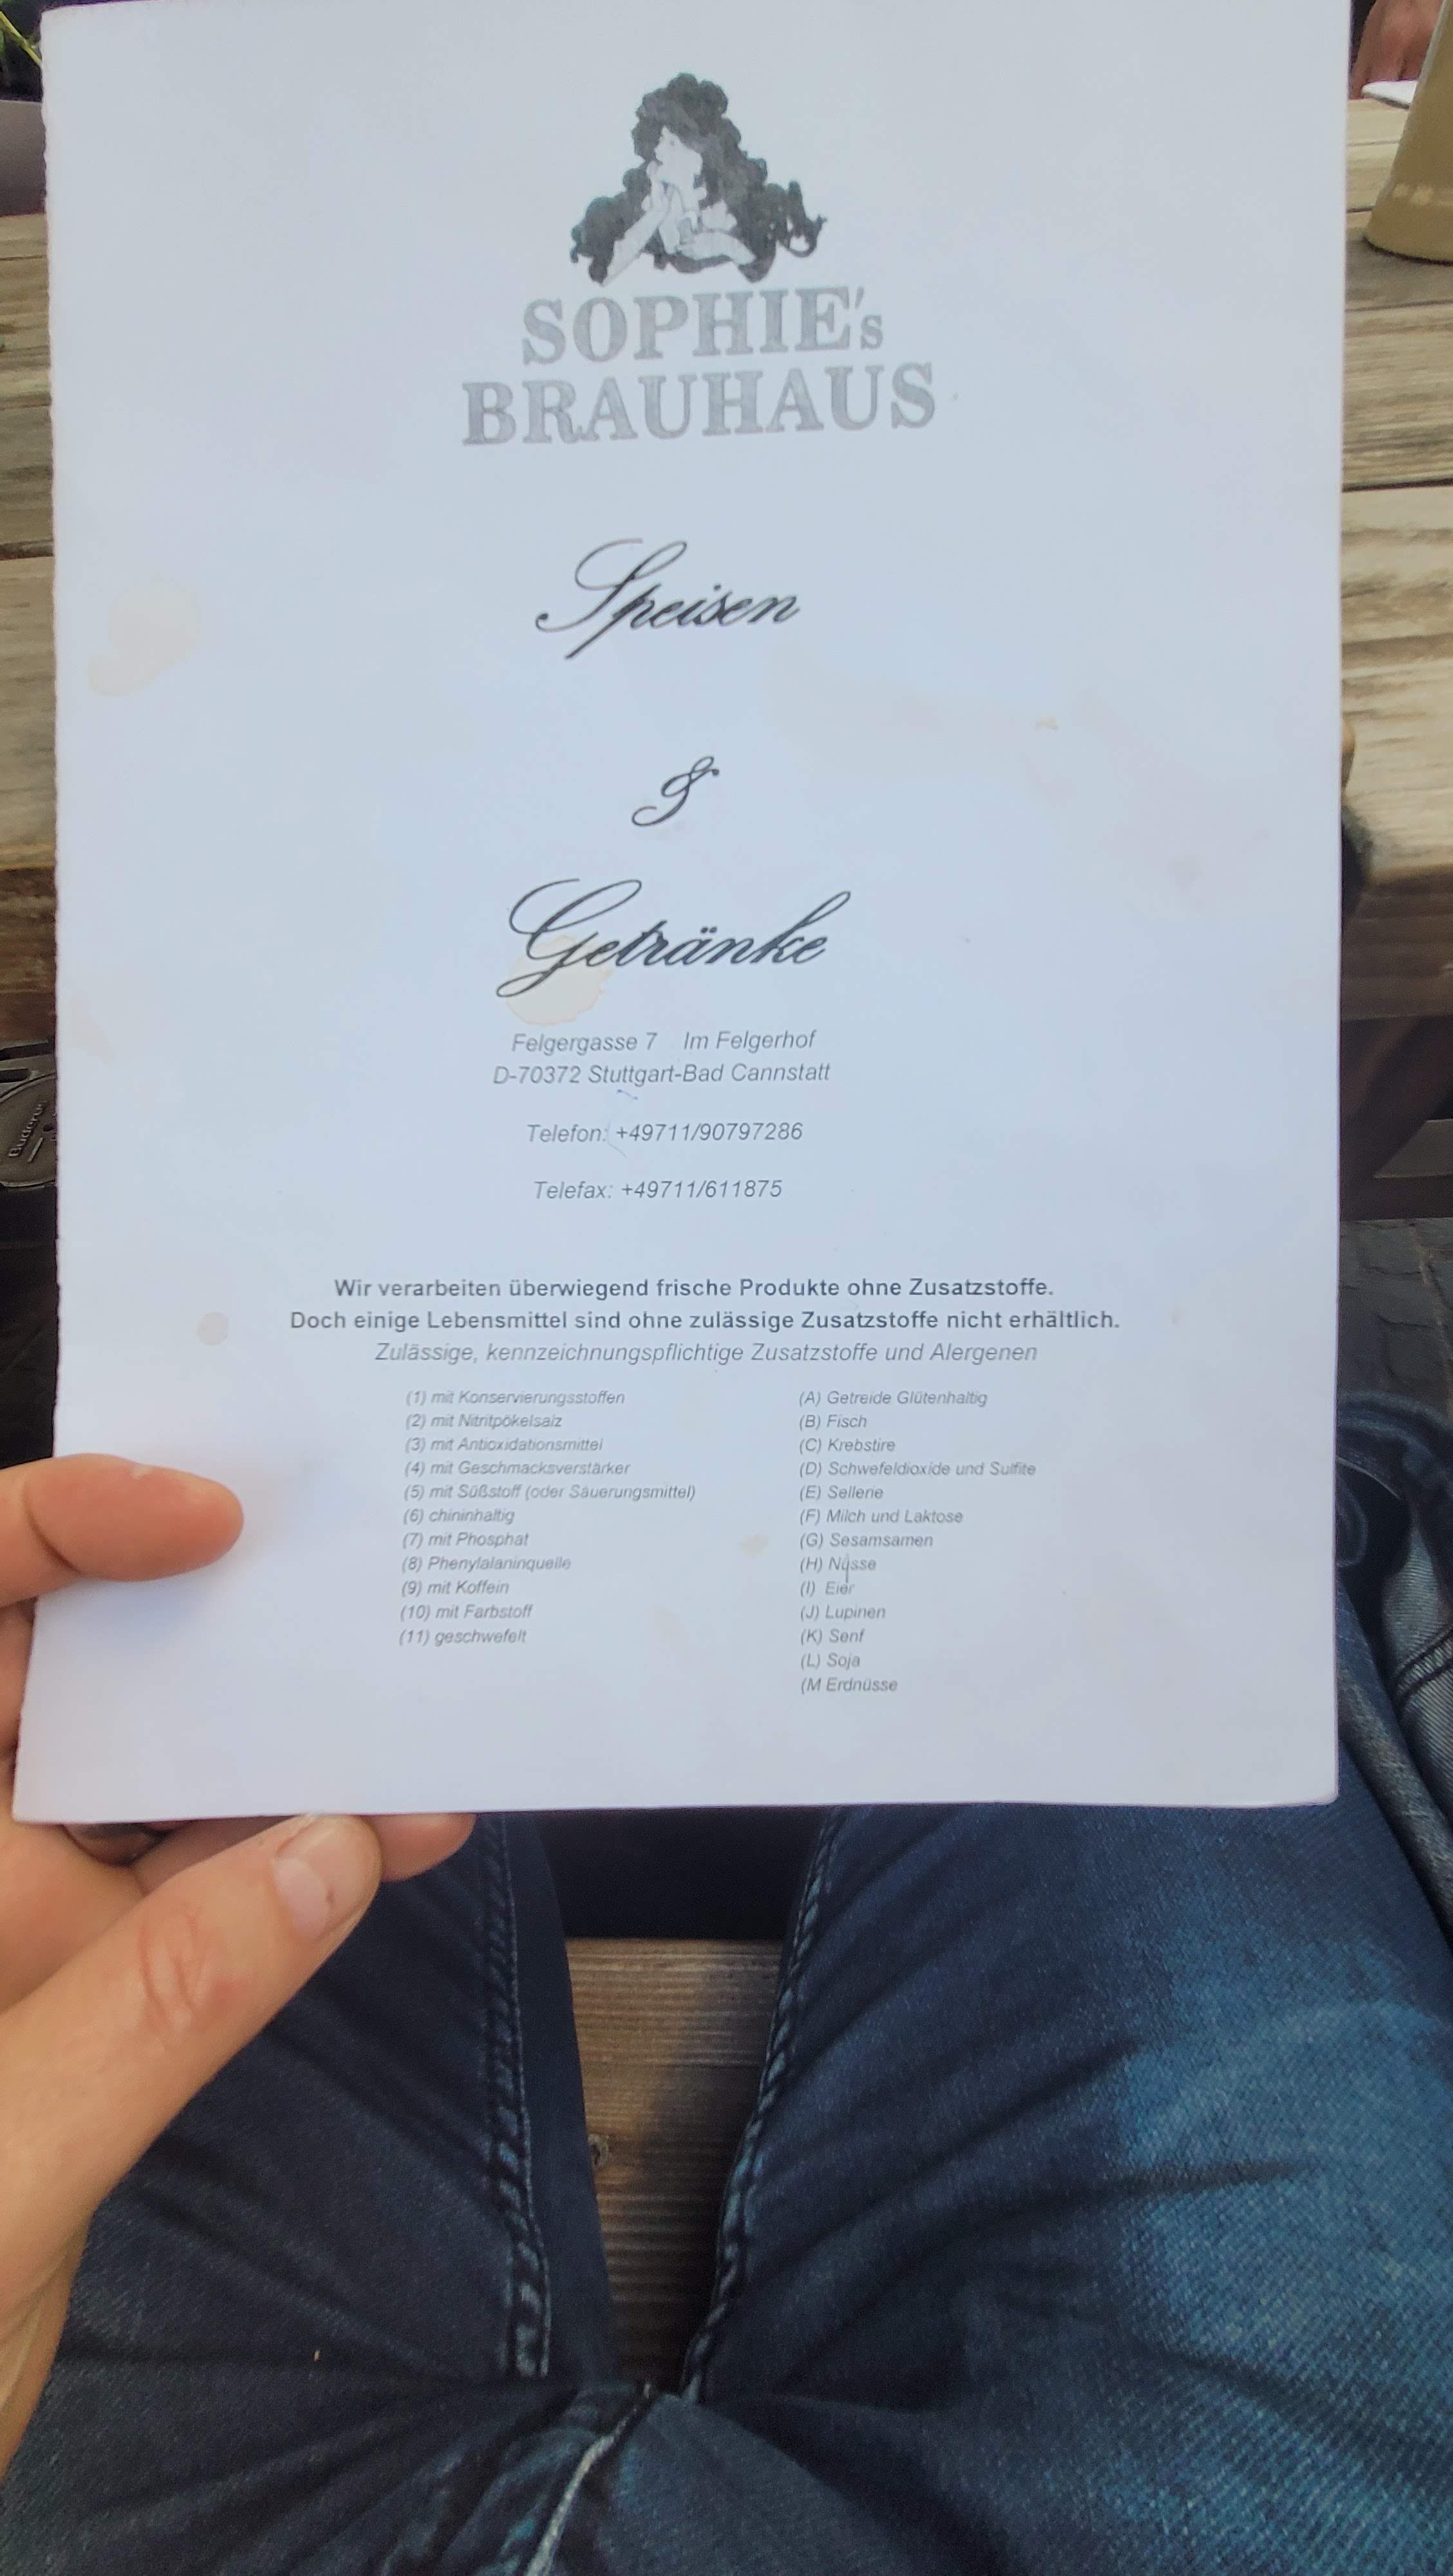 SOPHIE's
BRAUHAUS
Speisen
&
Getränke
Felgergasse 7 Im Felgerhof
D-70372 Stuttgart-Bad Cannstatt
Telefon: +49711/90797286
Telefax: +49711/611875
Wir verarbeiten überwiegend frische Produkte ohne Zusatzstoffe.
Doch einige Lebensmittel sind ohne zulässige Zusatzstoffe nicht erhältlich.
Zulässige, kennzeichnungspflichtige Zusatzstoffe und Alergenen
(1) mit Konservierungsstoffen
(2) mit Nitritpökelsalz
(3) mit Antioxidationsmittel
(4) mit Geschmacksverstärker
(5) mit Süßstoff (oder Säuerungsmittel)
(6) chininhaltig
(7) mit Phosphat
(8) Phenylalaninquelle
(9) mit Koffein
(10) mit Farbstoff
(11) geschwefelt
(A) Getreide Glütenhaltig
(B) Fisch
(C) Krebstire
(D) Schwefeldioxide und Sulfite
(E) Sellerie
(F) Milch und Laktose
(G) Sesamsamen
(H) Nüsse
(I) Eier
(J) Lupinen
(K) Senf
(L) Soja
(M Erdnüsse
Buderus